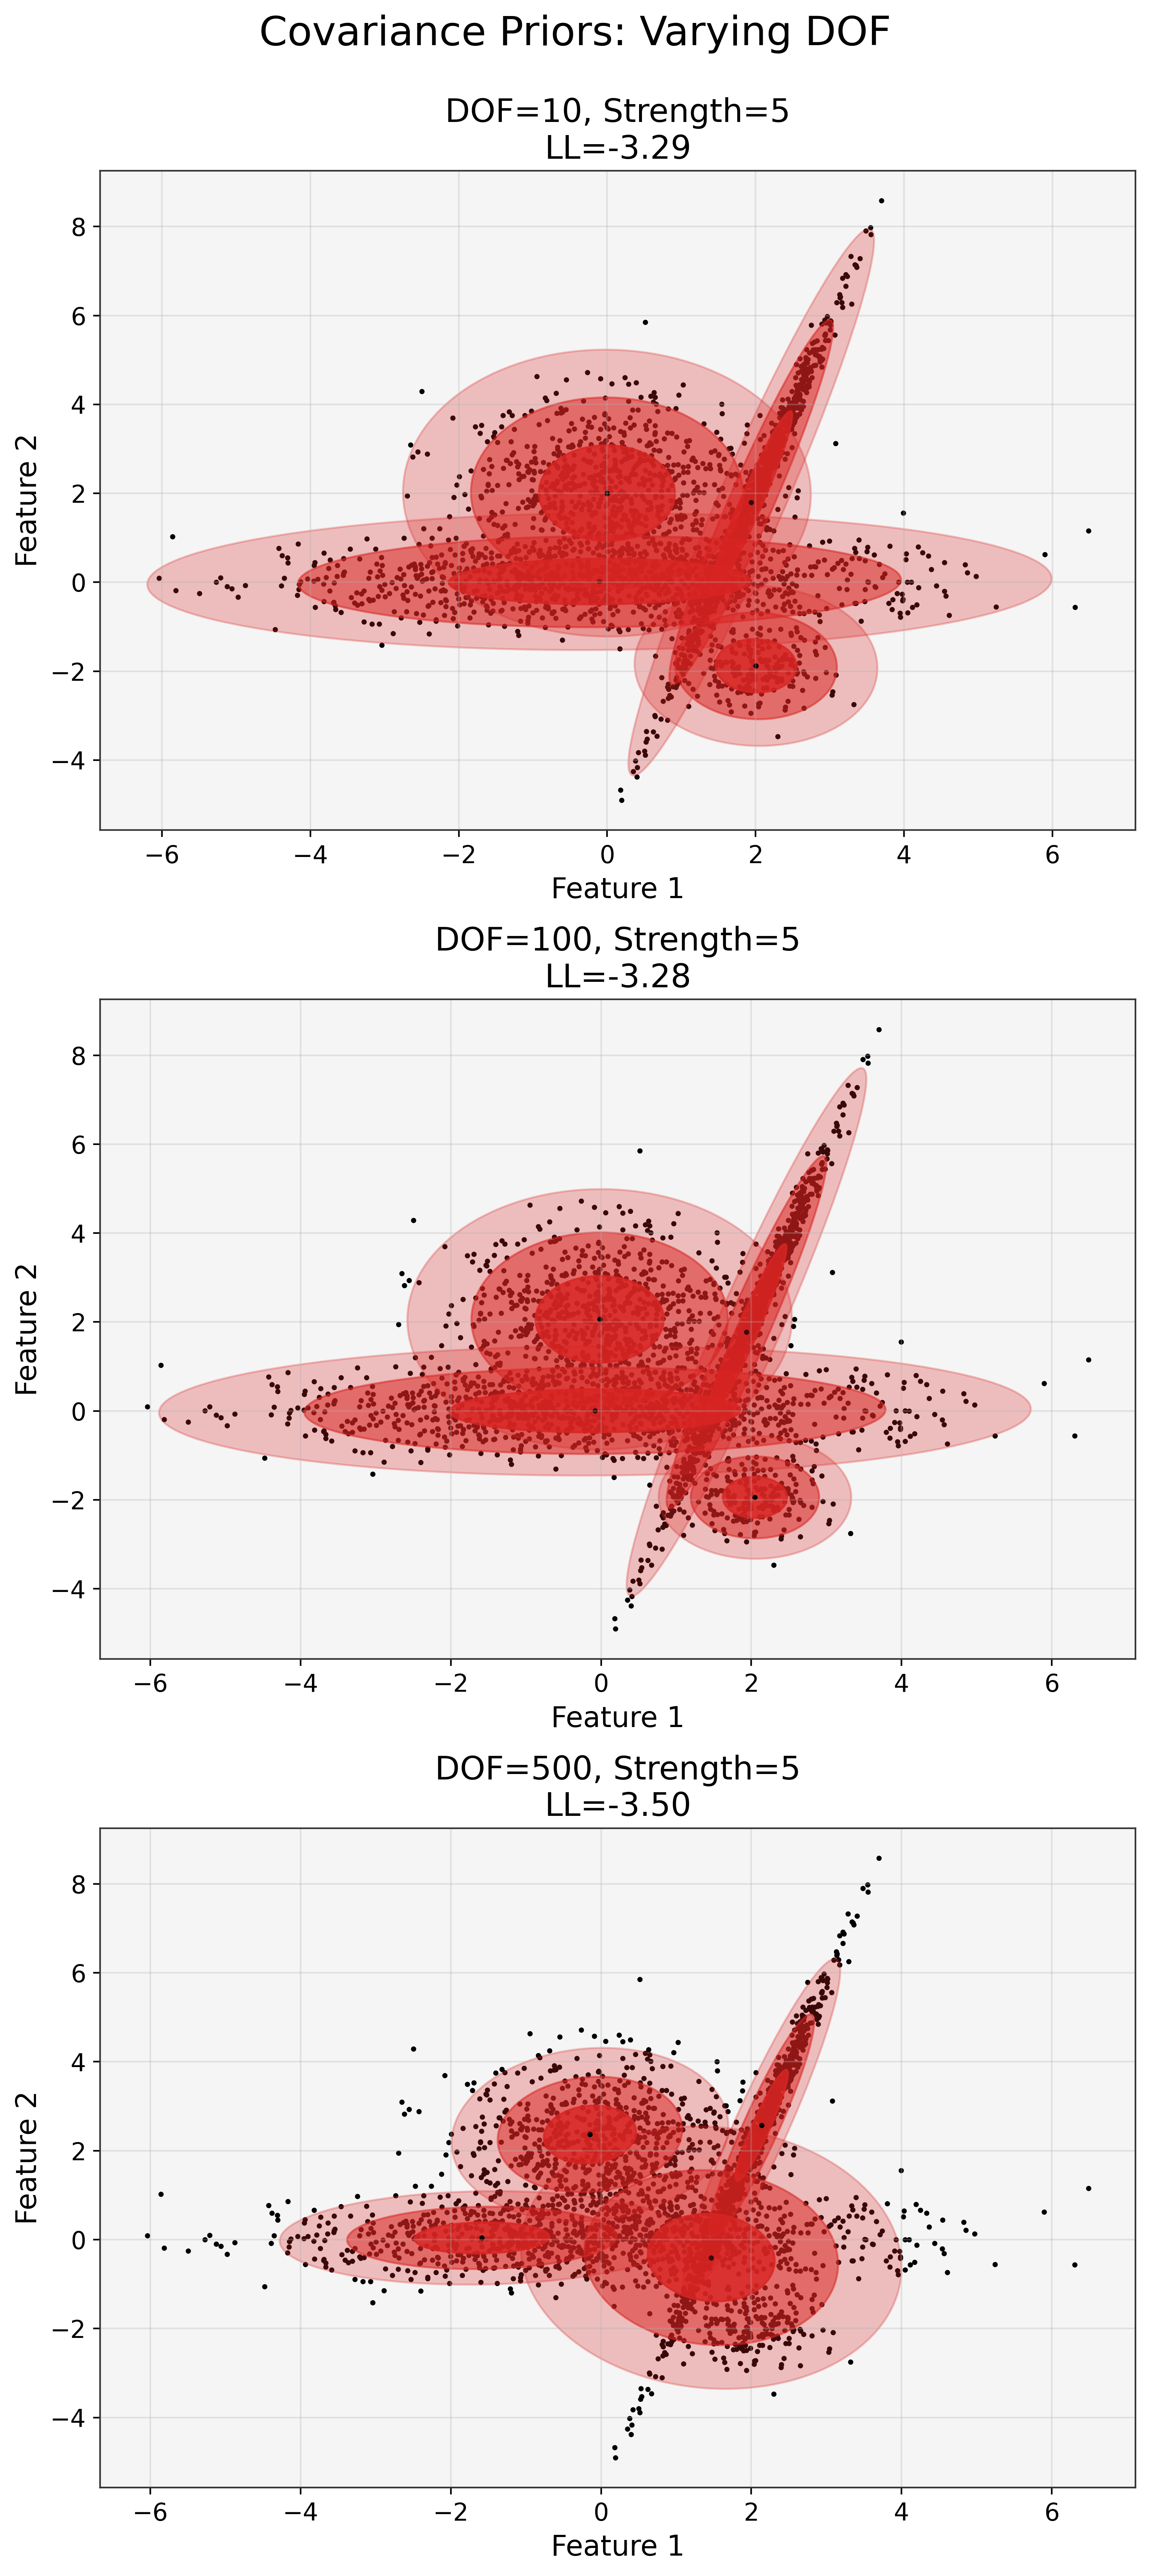 Covariance Priors: Varying DOF
DOF=10, Strength=5
LL=-3.29
Feature 2
8
6
4
2
0
−2
−4
−6 −4 −2 0 2 4 6
Feature 1
DOF=100, Strength=5
LL=-3.28
Feature 2
8
6
4
2
0
−2
−4
−6 −4 −2 0 2 4 6
Feature 1
DOF=500, Strength=5
LL=-3.50
Feature 2
8
6
4
2
0
−2
−4
−6 −4 −2 0 2 4 6
Feature 1